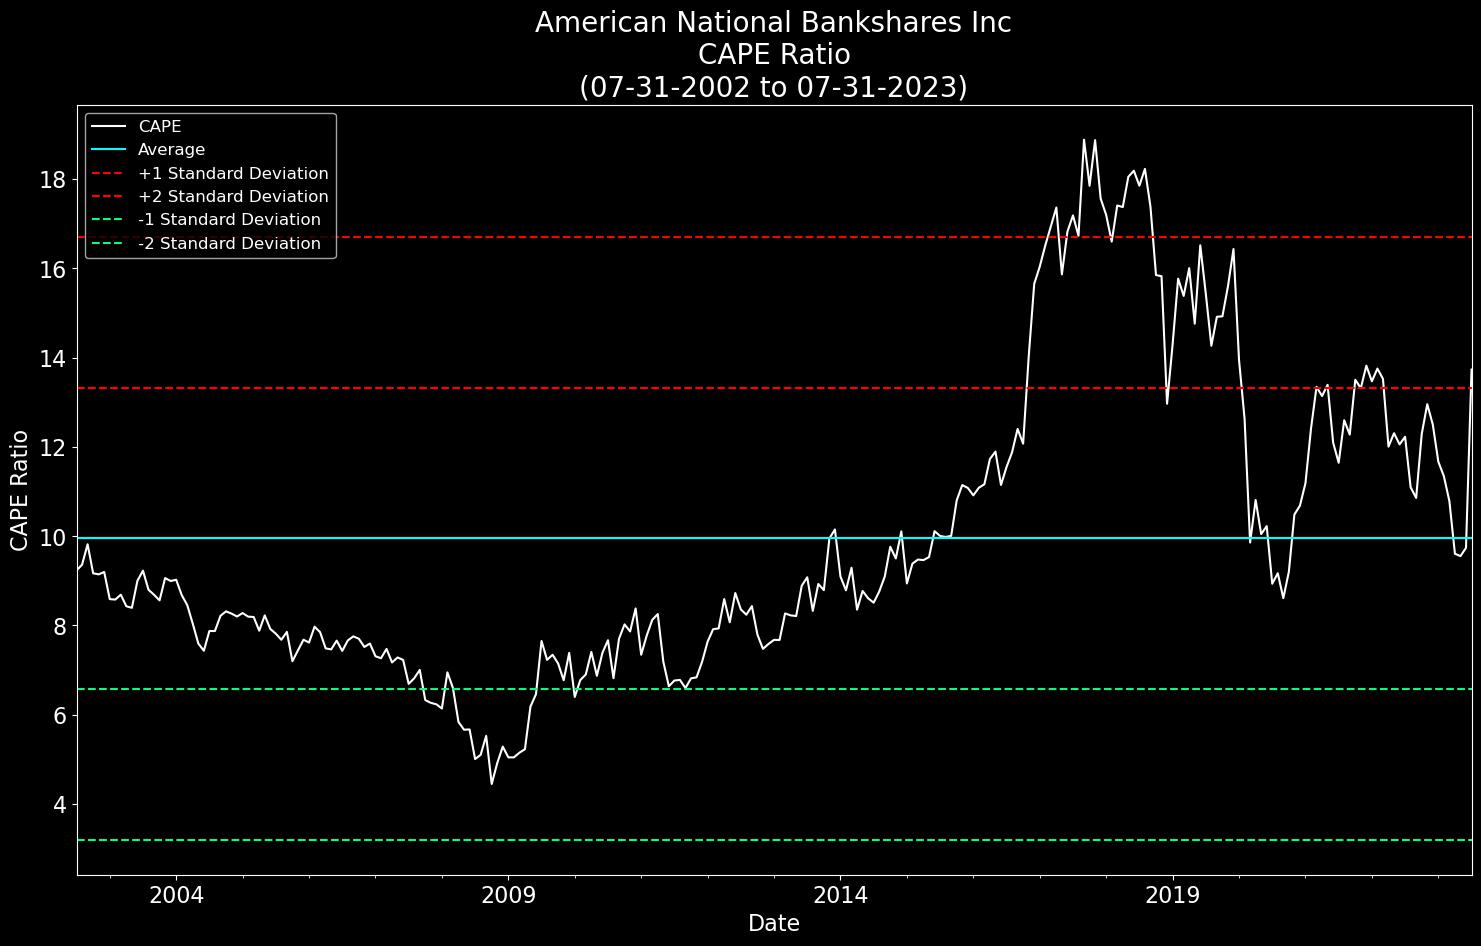 American National Bankshares Inc
CAPE Ratio
(07-31-2002 to 07-31-2023)
CAPE
Average
+1 Standard Deviation
+2 Standard Deviation
-1 Standard Deviation
-2 Standard Deviation
18
16
14
12
10
8
6
4
CAPE Ratio
2004
2009
2014
2019
Date